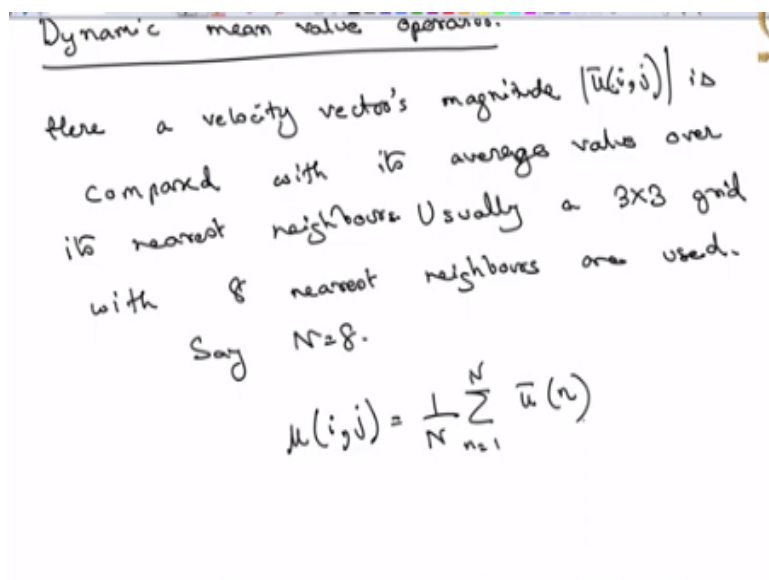 Dynamic mean value operator.
Here a velocity vector's magnitude |ū(i,j)| is
compared with its average value over
its nearest neighbours. Usually a 3×3 grid
with 8 nearest neighbours are used.
Say N=8.
μ(i,j) = 1/N Σ_{n=1}^{N} ū(n)